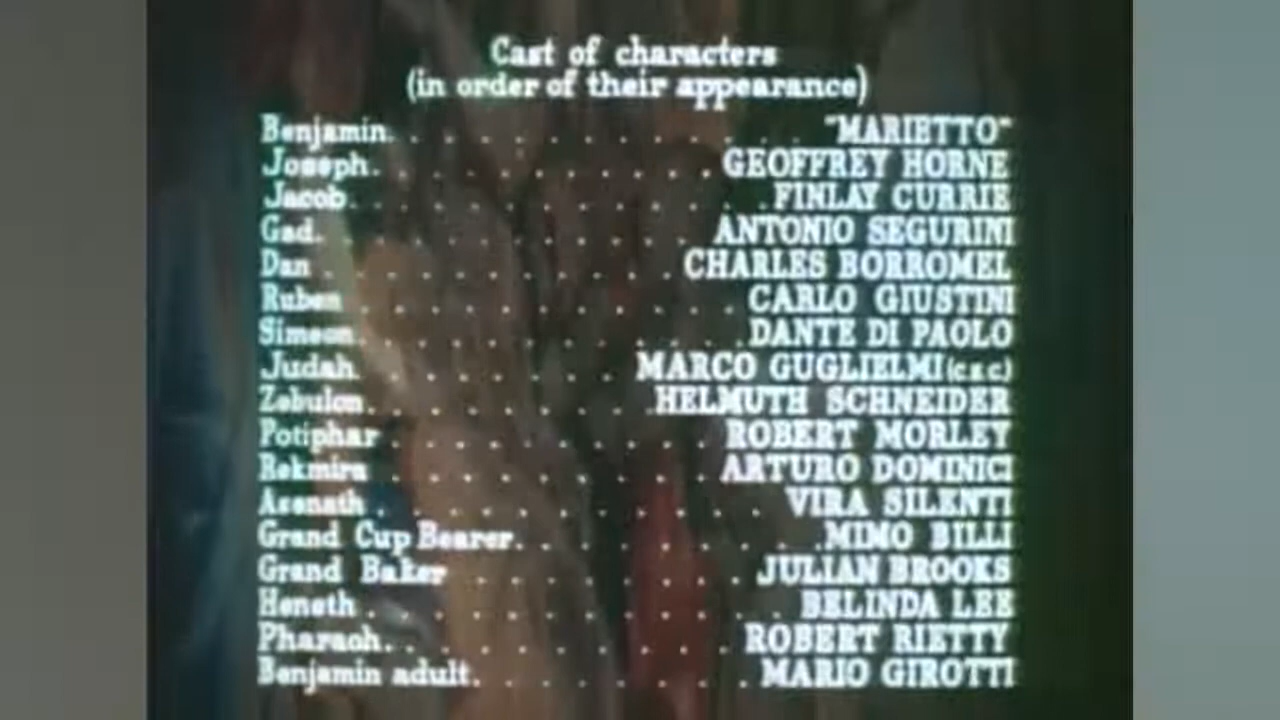 Cast of characters
(in order of their appearance)
Benjamin. . . . . . . . . . . . "MARIETTO"
Joseph. . . . . . . . . . . GEOFFREY HORNE
Jacob. . . . . . . . . . . . FINLAY CURRIE
Gad. . . . . . . . . . . . ANTONIO SEGURINI
Dan . . . . . . . . . . . CHARLES BORROMEL
Ruben . . . . . . . . . . . CARLO GIUSTINI
Simeon. . . . . . . . . . . DANTE DI PAOLO
Judah. . . . . . . . MARCO GUGLIELMI (c s c)
Zebulon. . . . . . . . . HELMUTH SCHNEIDER
Potiphar . . . . . . . . . . ROBERT MORLEY
Rekmira . . . . . . . . . . ARTURO DOMINICI
Asenath . . . . . . . . . . . . VIRA SILENTI
Grand Cup Bearer. . . . . . . . . MIMO BILLI
Grand Baker . . . . . . . . . JULIAN BROOKS
Heneth . . . . . . . . . . . . . BELINDA LEE
Pharaoh. . . . . . . . . . . ROBERT RIETTY
Benjamin adult. . . . . . . . MARIO GIROTTI